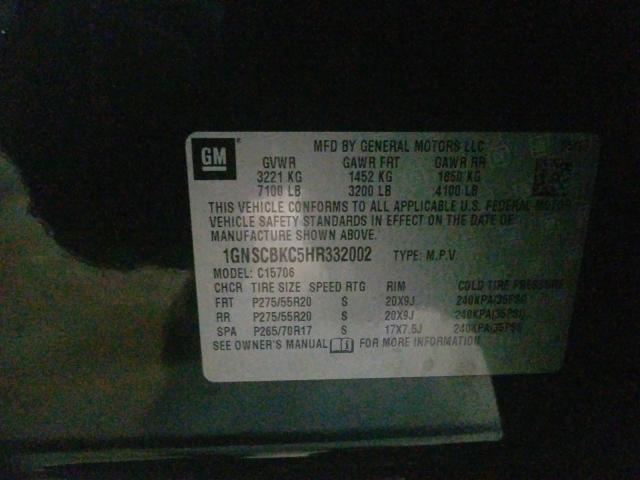 GM
MFD BY GENERAL MOTORS LLC
GVWR GAWR FRT GAWR RR
3221 KG 1452 KG 1860 KG
7100 LB 3200 LB 4100 LB
THIS VEHICLE CONFORMS TO ALL APPLICABLE U.S. FEDERAL MOTOR
VEHICLE SAFETY STANDARDS IN EFFECT ON THE DATE OF
MANUFACTURE SHOWN ABOVE.
1GNSCBKC5HR332002 TYPE: M.P.V.
MODEL: C15706
CHCR TIRE SIZE SPEED RTG RIM COLD TIRE PRESSURE
FRT P275/55R20 S 20X9J 240KPA(35PSI)
RR P275/55R20 S 20X9J 240KPA(35PSI)
SPA P265/70R17 S 17X7.5J 240KPA(35PSI)
SEE OWNER'S MANUAL FOR MORE INFORMATION